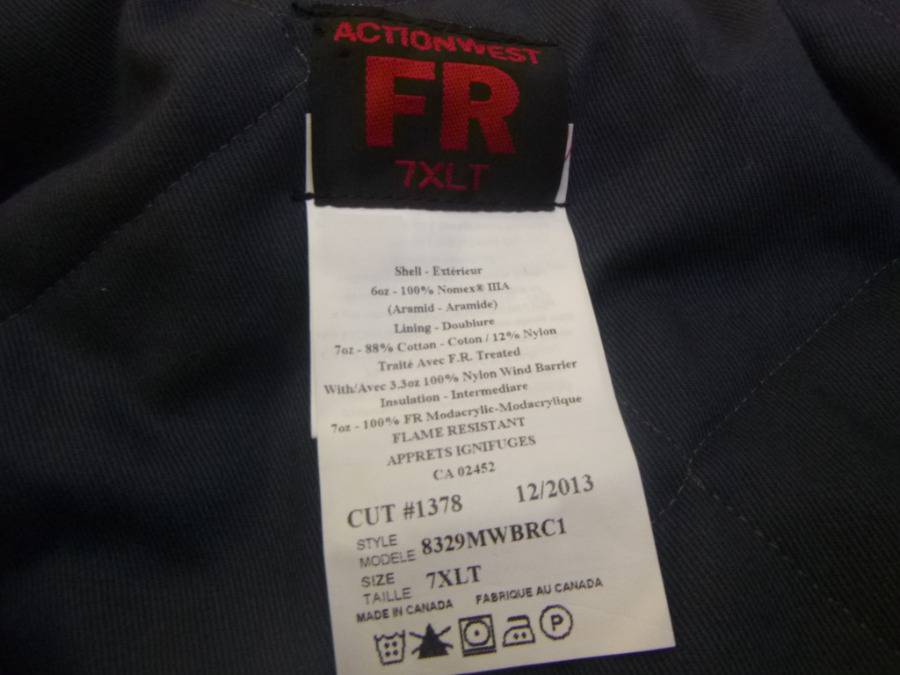 ACTIONWEST
FR
7XLT
Shell - Extérieur
6oz - 100% Nomex® IIIA
(Aramid - Aramide)
Lining - Doublure
7oz - 88% Cotton - Coton / 12% Nylon
Traité Avec F.R. Treated
With/Avec 3.3oz 100% Nylon Wind Barrier
Insulation - Intermediare
7oz - 100% FR Modacrylic-Modacrylique
FLAME RESISTANT
APPRETS IGNIFUGES
CA 02452
CUT #1378 12/2013
STYLE
MODELE 8329MWBRC1
SIZE
TAILLE 7XLT
MADE IN CANADA FABRIQUE AU CANADA
P